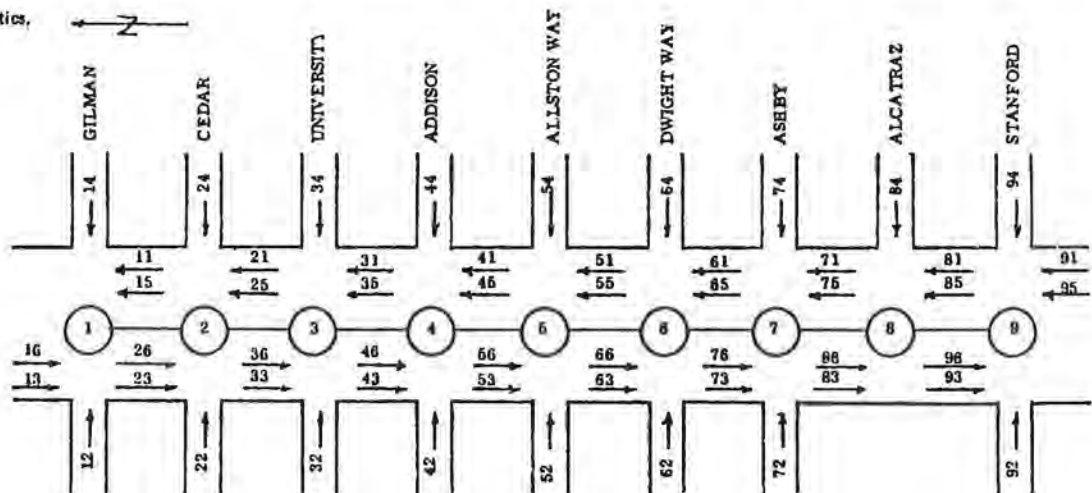 tics.
Z
GILMAN
CEDAR
UNIVERSITY
ADDISON
ALLSTON WAY
DWIGHT WAY
ASHBY
ALCATRAZ
STANFORD
14 24 34 44 54 64 74 84 94
11 21 31 41 51 61 71 81 91
15 25 35 45 55 65 75 85 95
1 2 3 4 5 6 7 8 9
16 26 36 46 56 66 76 86 96
13 23 33 43 53 63 73 83 93
12 22 32 42 52 62 72 92